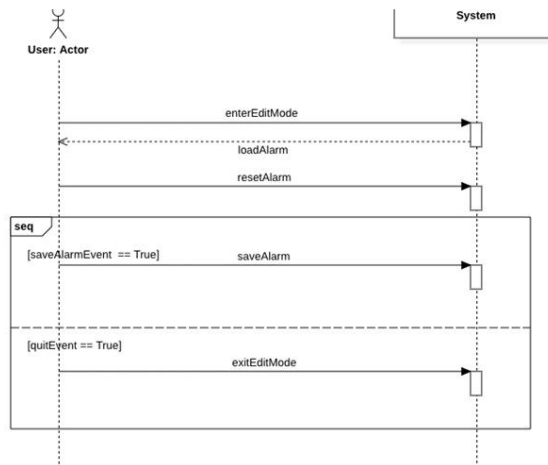 System
User: Actor
enterEditMode
loadAlarm
resetAlarm
seq
[saveAlarmEvent == True]
saveAlarm
[quitEvent == True]
exitEditMode